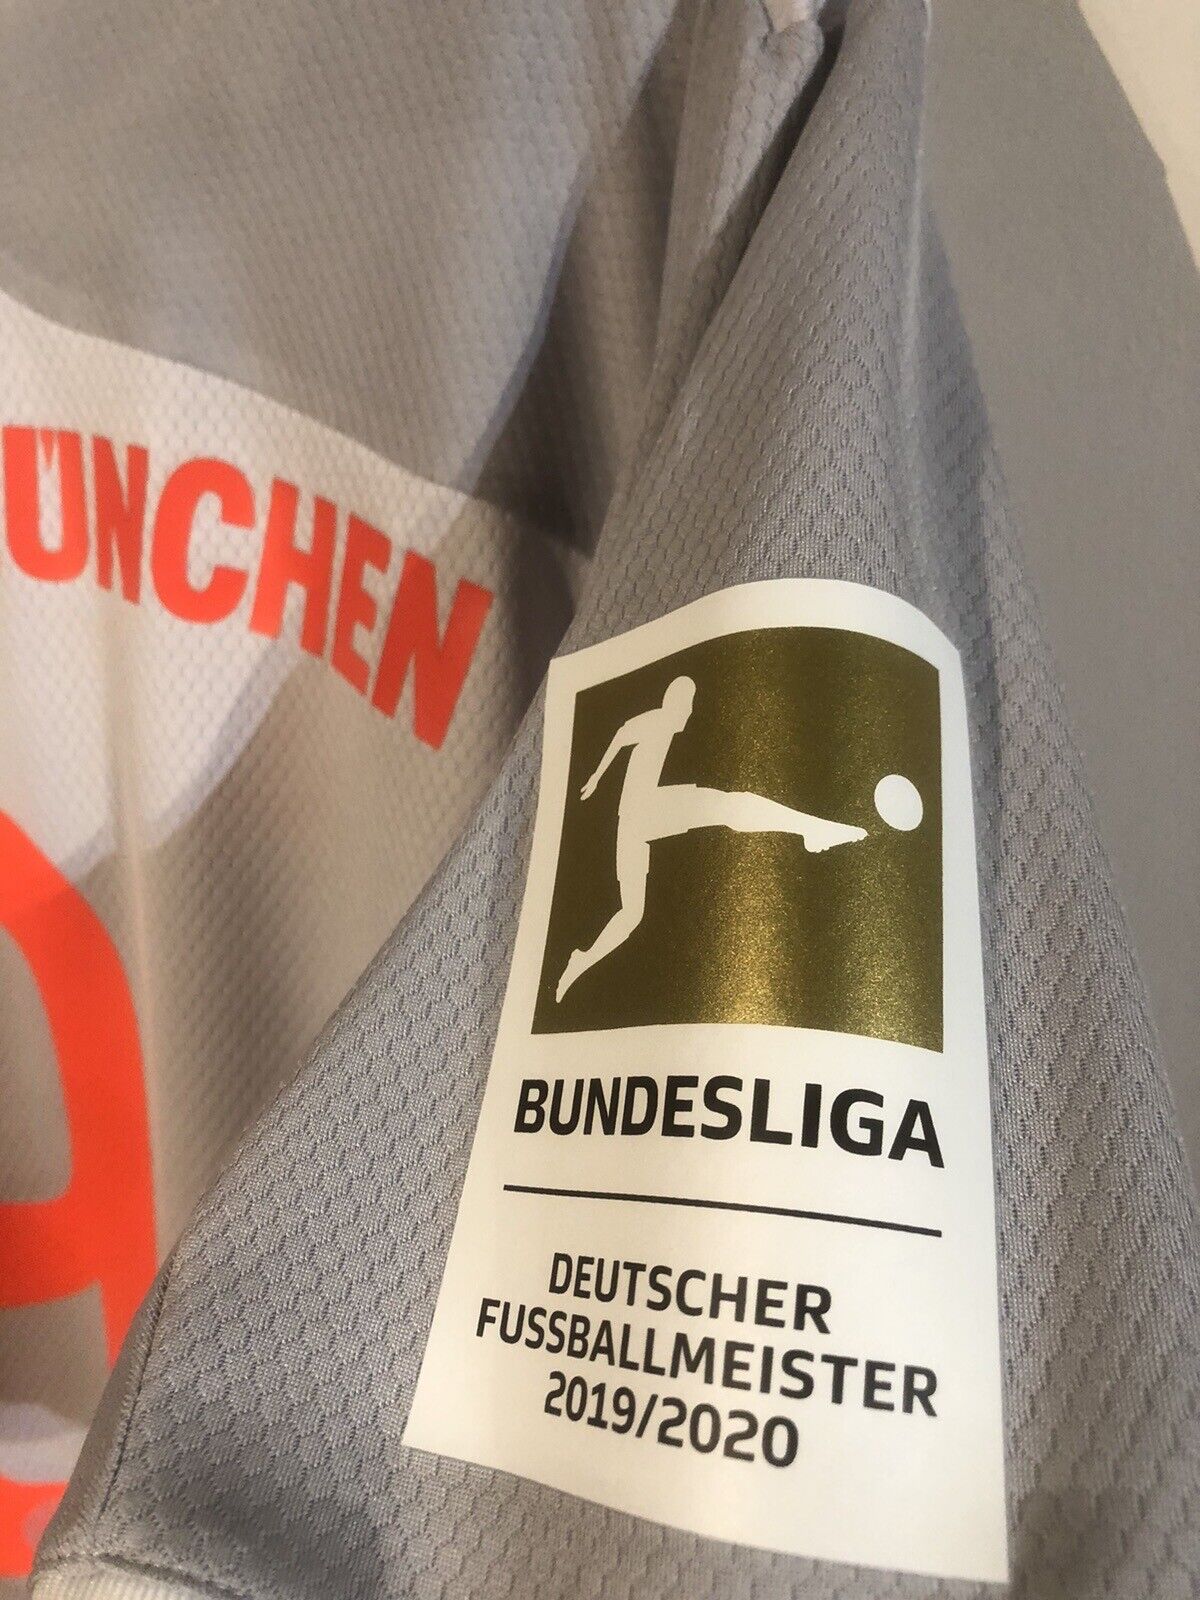 ÜNCHEN
BUNDESLIGA
DEUTSCHER
FUSSBALLMEISTER
2019/2020